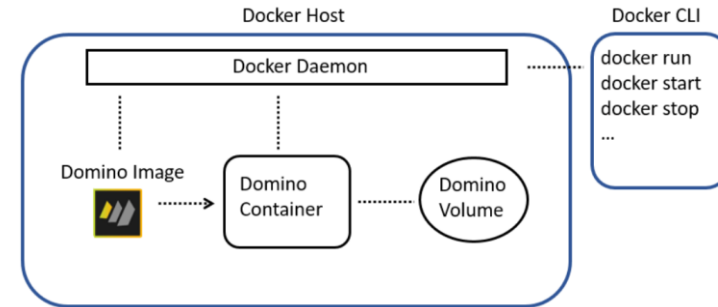 Docker Host
Docker CLI
Docker Daemon
docker run
docker start
docker stop
...
Domino Image
Domino
Container
Domino
Volume